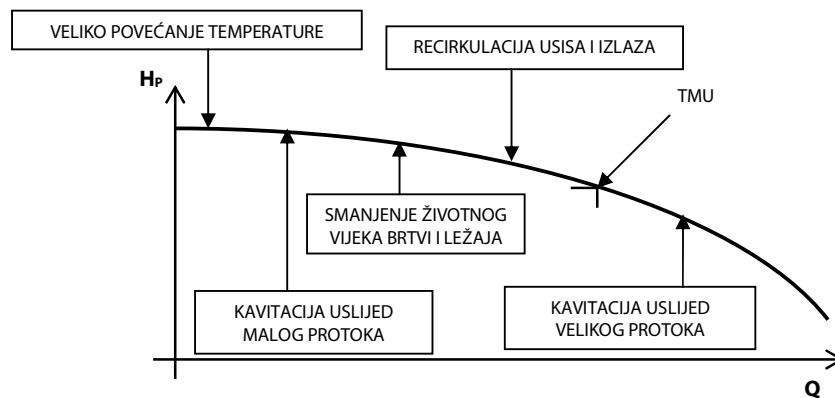 VELIKO POVEĆANJE TEMPERATURE
RECIRKULACIJA USISA I IZLAZA
HP
TMU
SMANJENJE ŽIVOTNOG
VIJEKA BRTVI I LEŽAJA
KAVITACIJA USLIJED
MALOG PROTOKA
KAVITACIJA USLIJED
VELIKOG PROTOKA
Q